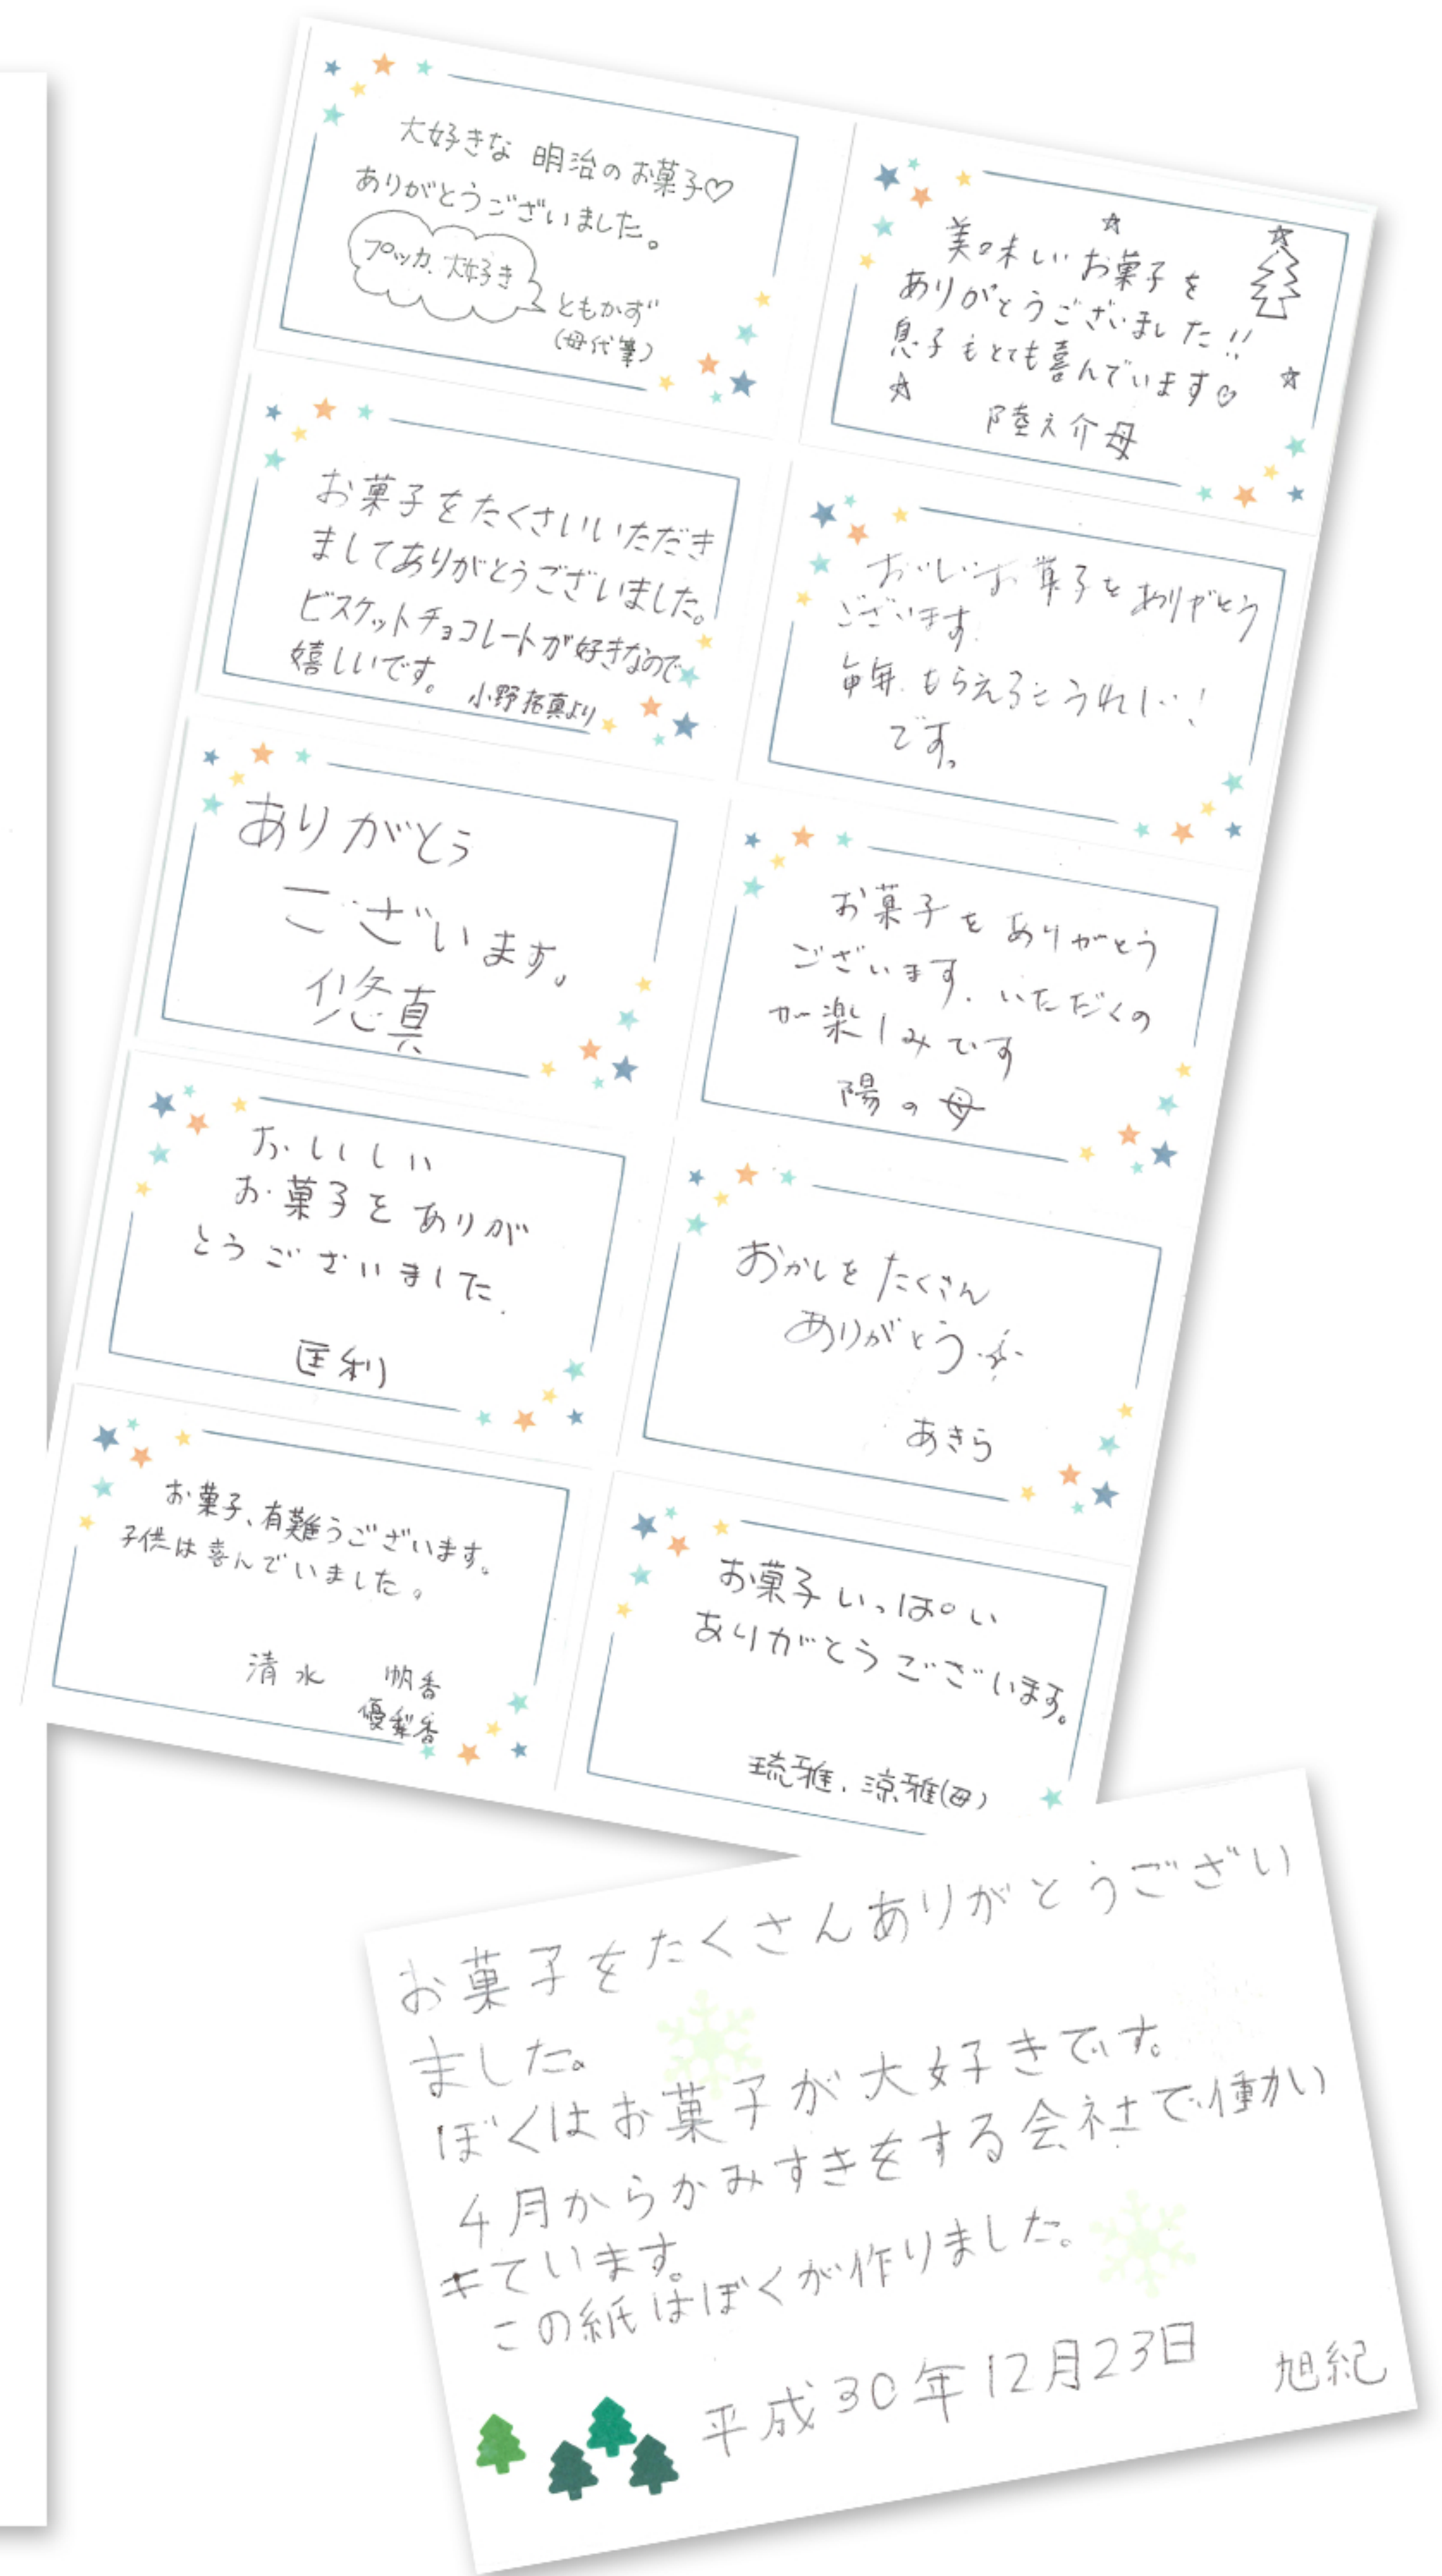 大好きな 明治のお菓子♡
ありがとうございました。
プッカ、大好き
ともかず
(母代筆)
美味しいお菓子を
ありがとうございました!!
息子もとても喜んでいます♡
介母
お菓子をたくさいいただき
ましてありがとうございました。
ビスケットチョコレートが好きなので
嬉しいです。 小野拓真より
お菓子をありがとう
ございます。
毎年、もらえるとうれしい!
です。
ありがとう
ございます。
悠真
お菓子をありがとう
ございます。いただくの
が楽しみです
陽の母
おいしい
お菓子をありが
とうございました.
匡利
おかしをたくさん
ありがとう
あきら
お菓子、有難うございます。
子供は喜んでいました。
清水 帆香
優梨香
お菓子いっぱい
ありがとうございます。
琉雅、涼雅(母)
お菓子をたくさんありがとうござい
ました。
ぼくはお菓子が大好きです。
4月からかみすきをする会社で働い
ています。
この紙はぼくが作りました。
平成30年12月23日 旭紀